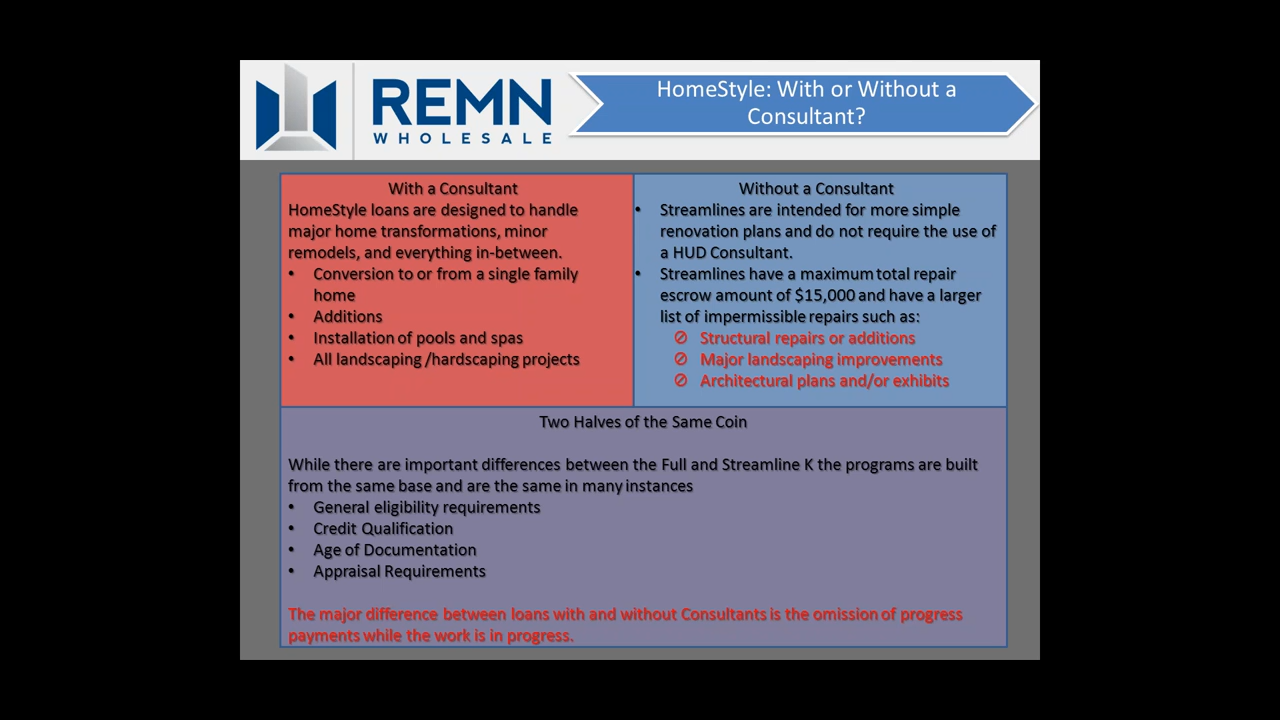 REMN
WHOLESALE
HomeStyle: With or Without a
Consultant?
With a Consultant
HomeStyle loans are designed to handle
major home transformations, minor
remodels, and everything in-between.
• Conversion to or from a single family
home
• Additions
• Installation of pools and spas
• All landscaping /hardscaping projects
Without a Consultant
• Streamlines are intended for more simple
renovation plans and do not require the use of
a HUD Consultant.
• Streamlines have a maximum total repair
escrow amount of $15,000 and have a larger
list of impermissible repairs such as:
Structural repairs or additions
Major landscaping improvements
Architectural plans and/or exhibits
Two Halves of the Same Coin
While there are important differences between the Full and Streamline K the programs are built
from the same base and are the same in many instances
• General eligibility requirements
• Credit Qualification
• Age of Documentation
• Appraisal Requirements
The major difference between loans with and without Consultants is the omission of progress
payments while the work is in progress.